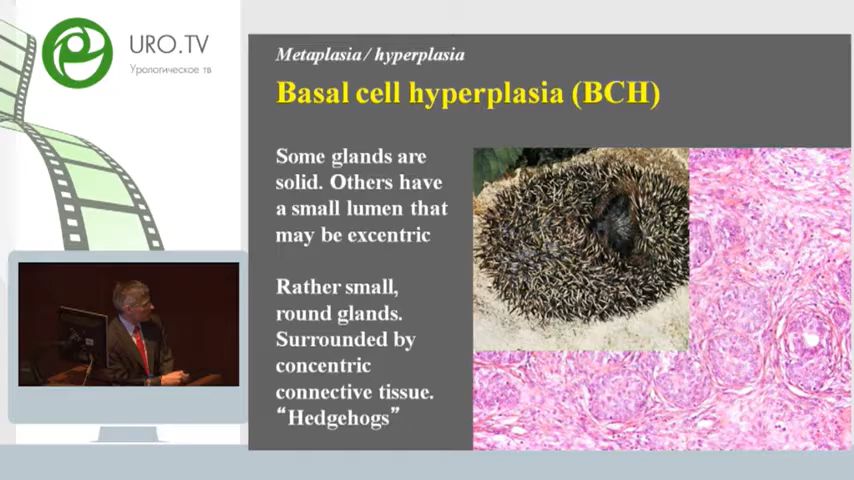 URO.TV
Урологическое тв
Metaplasia / hyperplasia
Basal cell hyperplasia (BCH)
Some glands are
solid. Others have
a small lumen that
may be excentric
Rather small,
round glands.
Surrounded by
concentric
connective tissue.
“Hedgehogs”